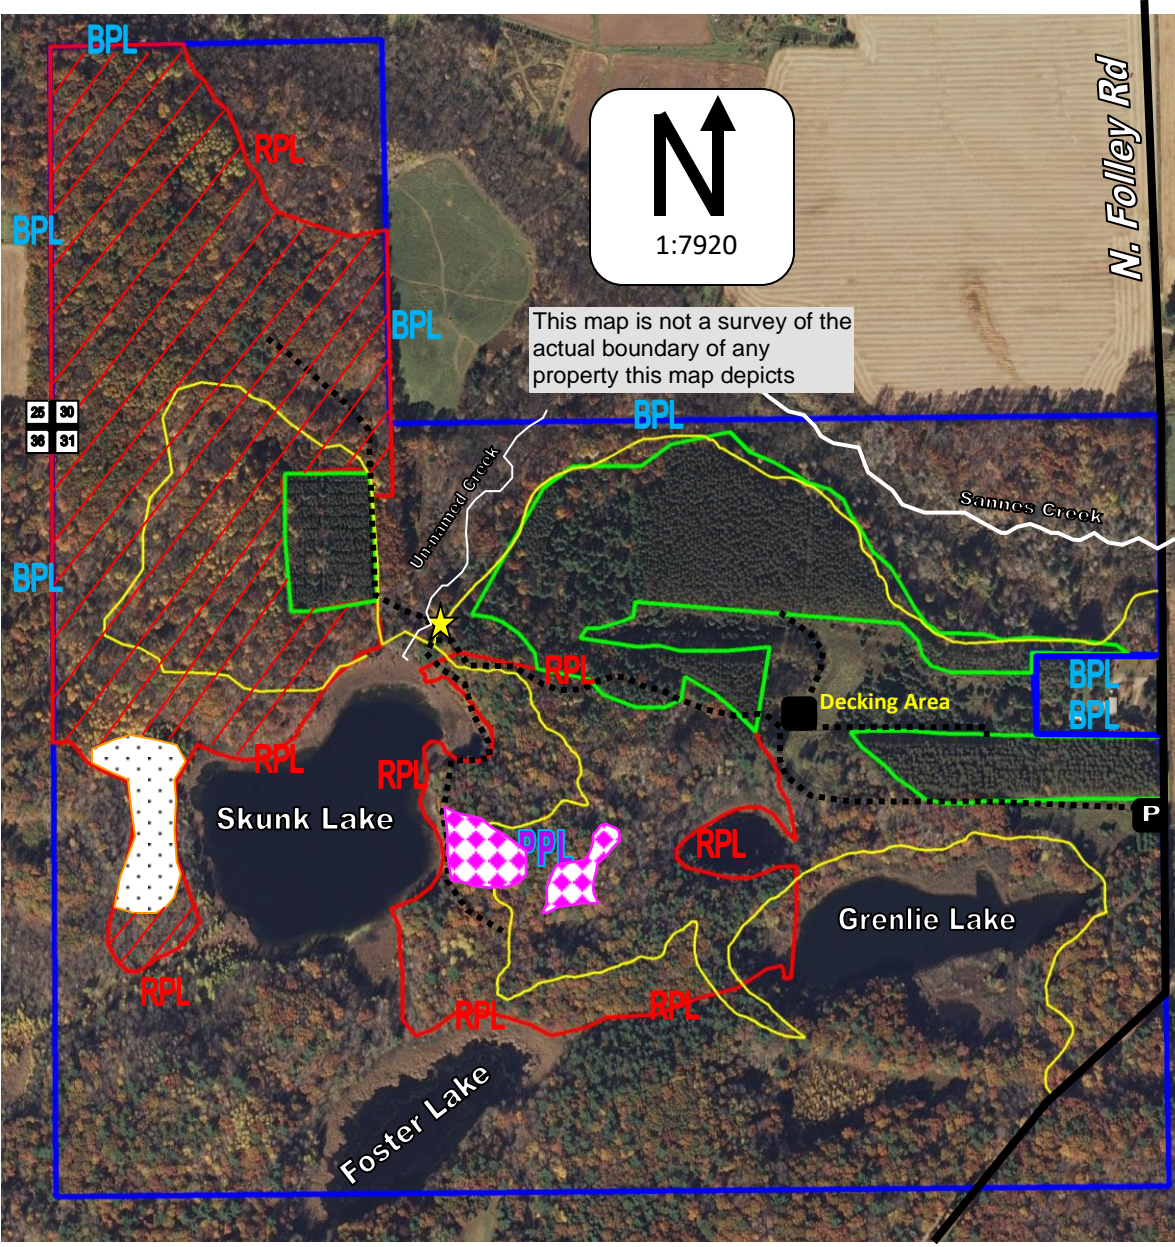 BPL
N. Folley Rd
RPL
N
1:7920
BPL
BPL
This map is not a survey of the
actual boundary of any
property this map depicts
25 30
36 31
BPL
Un-named Creek
Sannes Creek
BPL
RPL
BPL
BPL
Decking Area
RPL
RPL
Skunk Lake
P
PPL
RPL
Grenlie Lake
RPL
RPL
RPL
Foster Lake